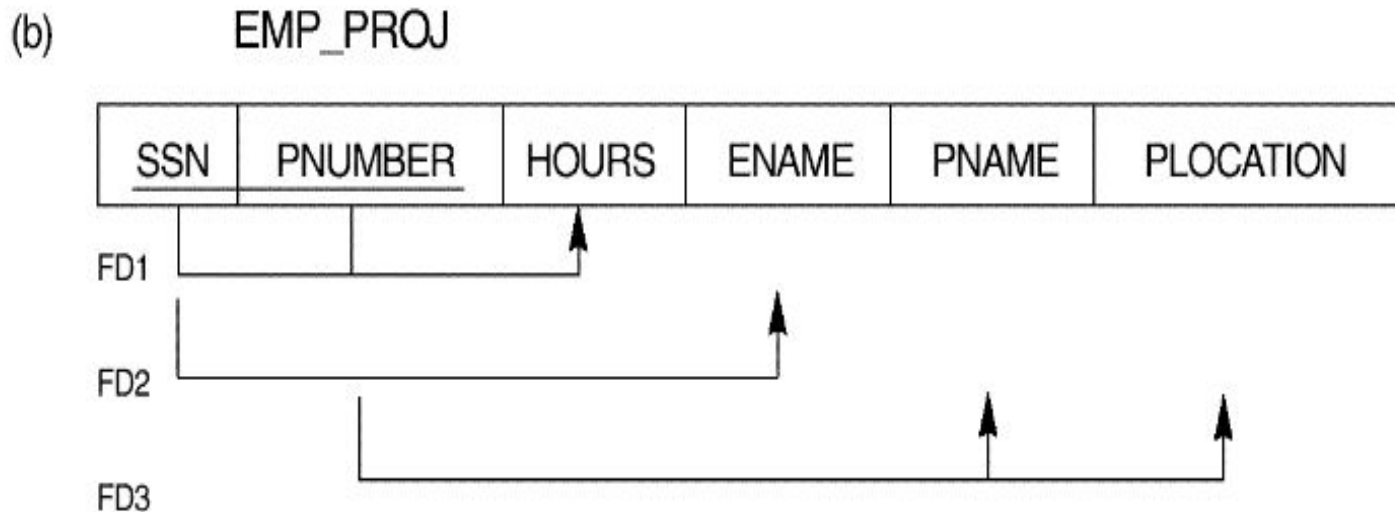 (b) EMP_PROJ
SSN PNUMBER HOURS ENAME PNAME PLOCATION
FD1
FD2
FD3